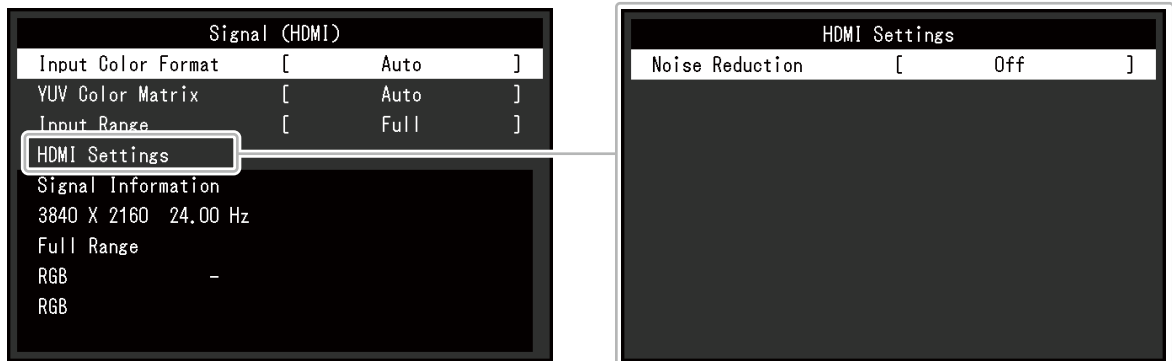 Signal (HDMI)
Input Color Format [ Auto ]
YUV Color Matrix [ Auto ]
Input Range [ Full ]
HDMI Settings
Signal Information
3840 X 2160 24.00 Hz
Full Range
RGB -
RGB
HDMI Settings
Noise Reduction [ Off ]